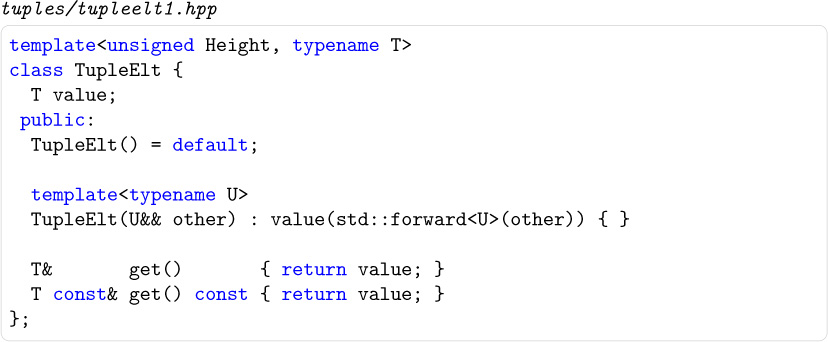 tuples/tupleelt1.hpp
template<unsigned Height, typename T>
class TupleElt {
  T value;
 public:
  TupleElt() = default;

  template<typename U>
  TupleElt(U&& other) : value(std::forward<U>(other)) { }

  T&       get()       { return value; }
  T const& get() const { return value; }
};